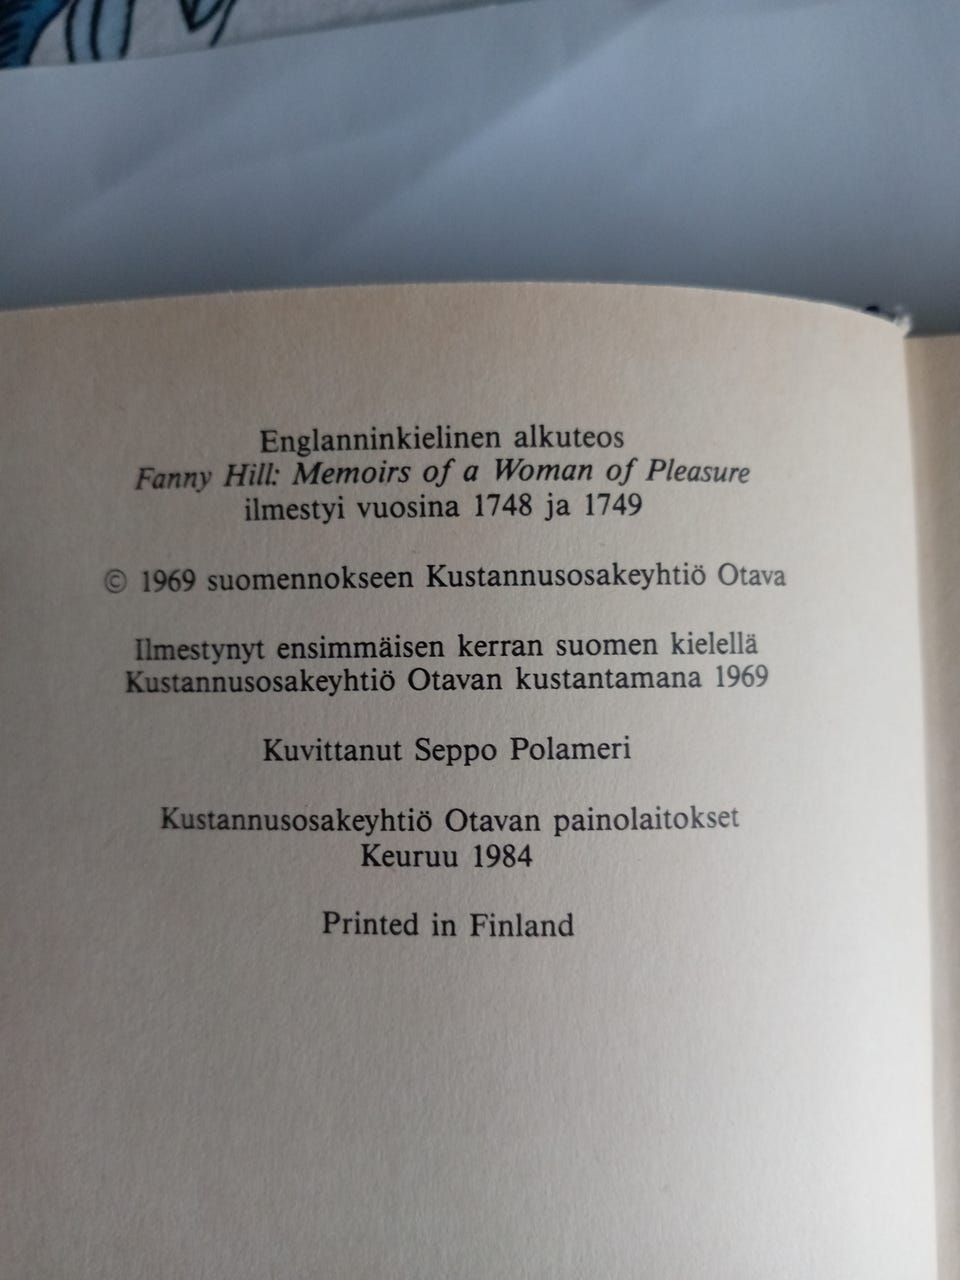 Englanninkielinen alkuteos
Fanny Hill: Memoirs of a Woman of Pleasure
ilmestyi vuosina 1748 ja 1749
© 1969 suomennokseen Kustannusosakeyhtiö Otava
Ilmestynyt ensimmäisen kerran suomen kielellä
Kustannusosakeyhtiö Otavan kustantamana 1969
Kuvittanut Seppo Polameri
Kustannusosakeyhtiö Otavan painolaitokset
Keuruu 1984
Printed in Finland